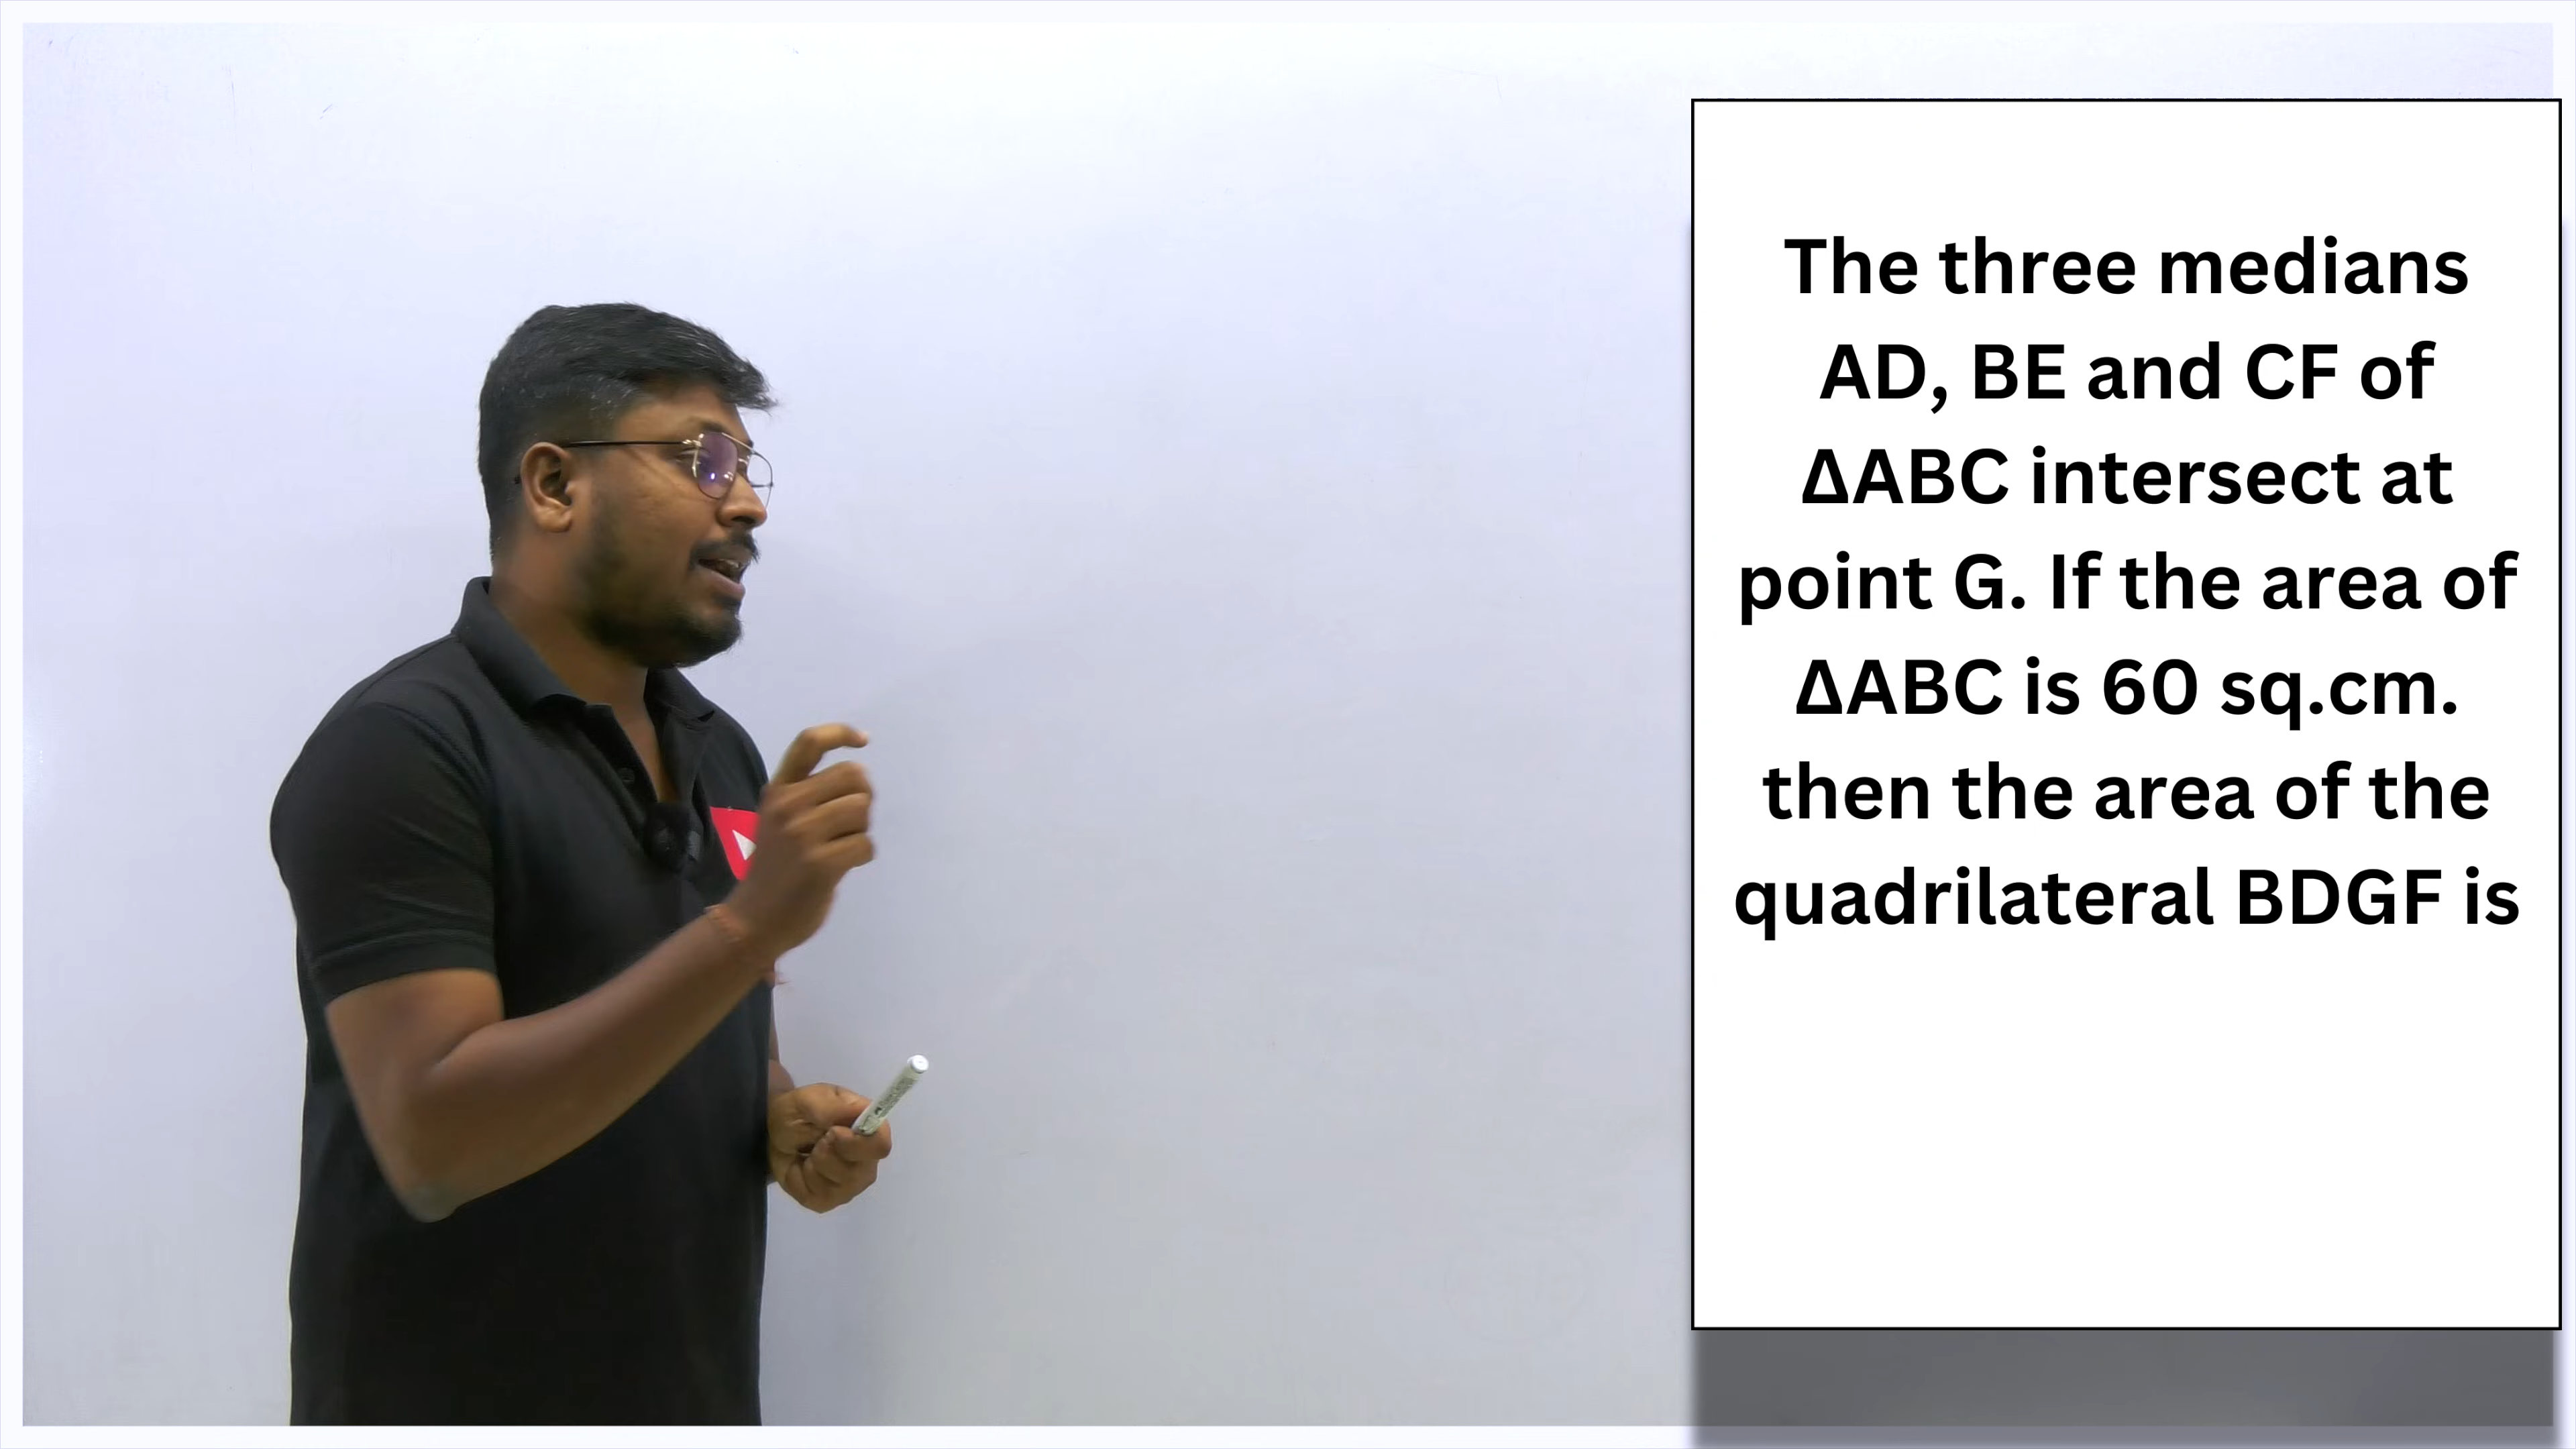 The three medians
AD, BE and CF of
ΔABC intersect at
point G. If the area of
ΔABC is 60 sq.cm.
then the area of the
quadrilateral BDGF is